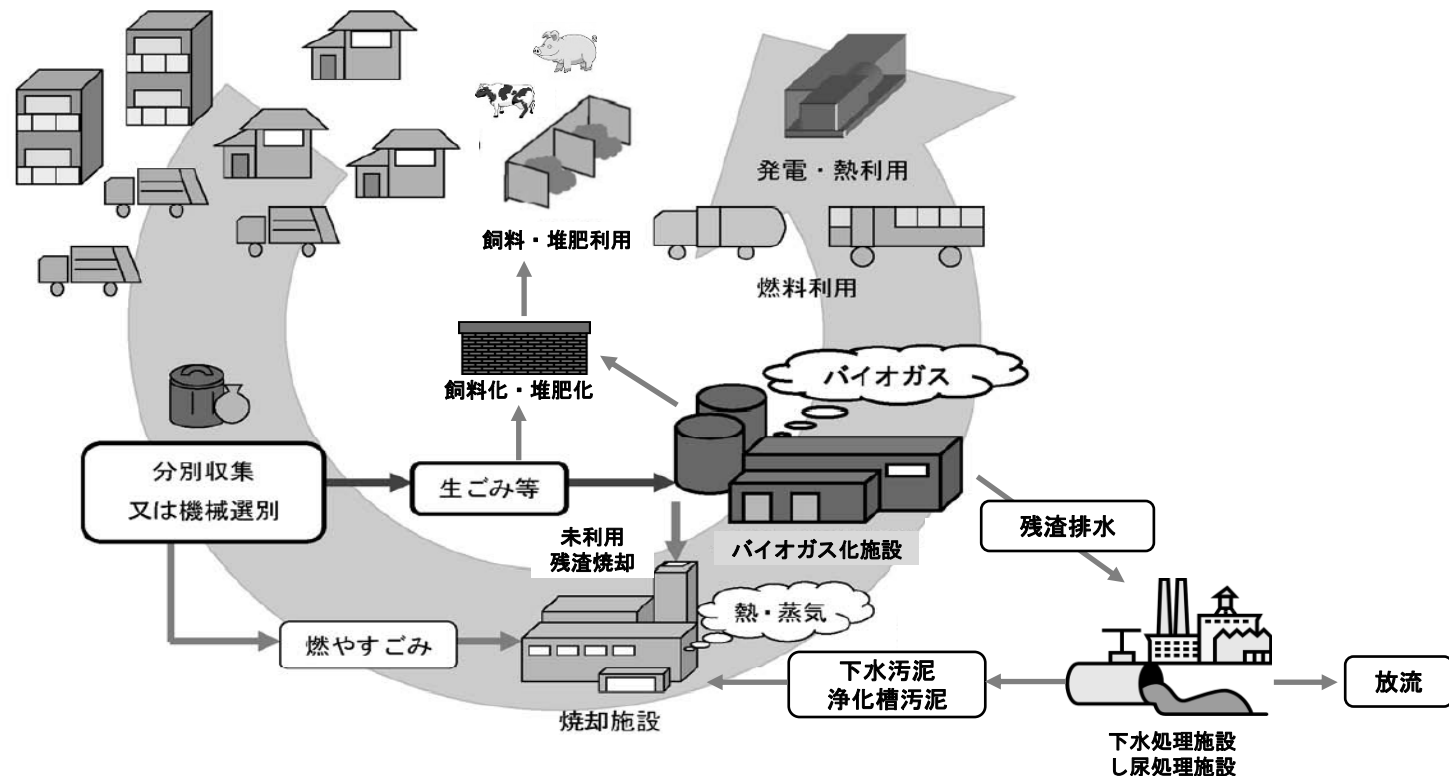 発電・熱利用
飼料・堆肥利用
燃料利用
バイオガス
飼料化・堆肥化
分別収集
又は機械選別
生ごみ等
残渣排水
未利用
残渣焼却
バイオガス化施設
熱・蒸気
燃やすごみ
下水汚泥
浄化槽汚泥
放流
焼却施設
下水処理施設
し尿処理施設